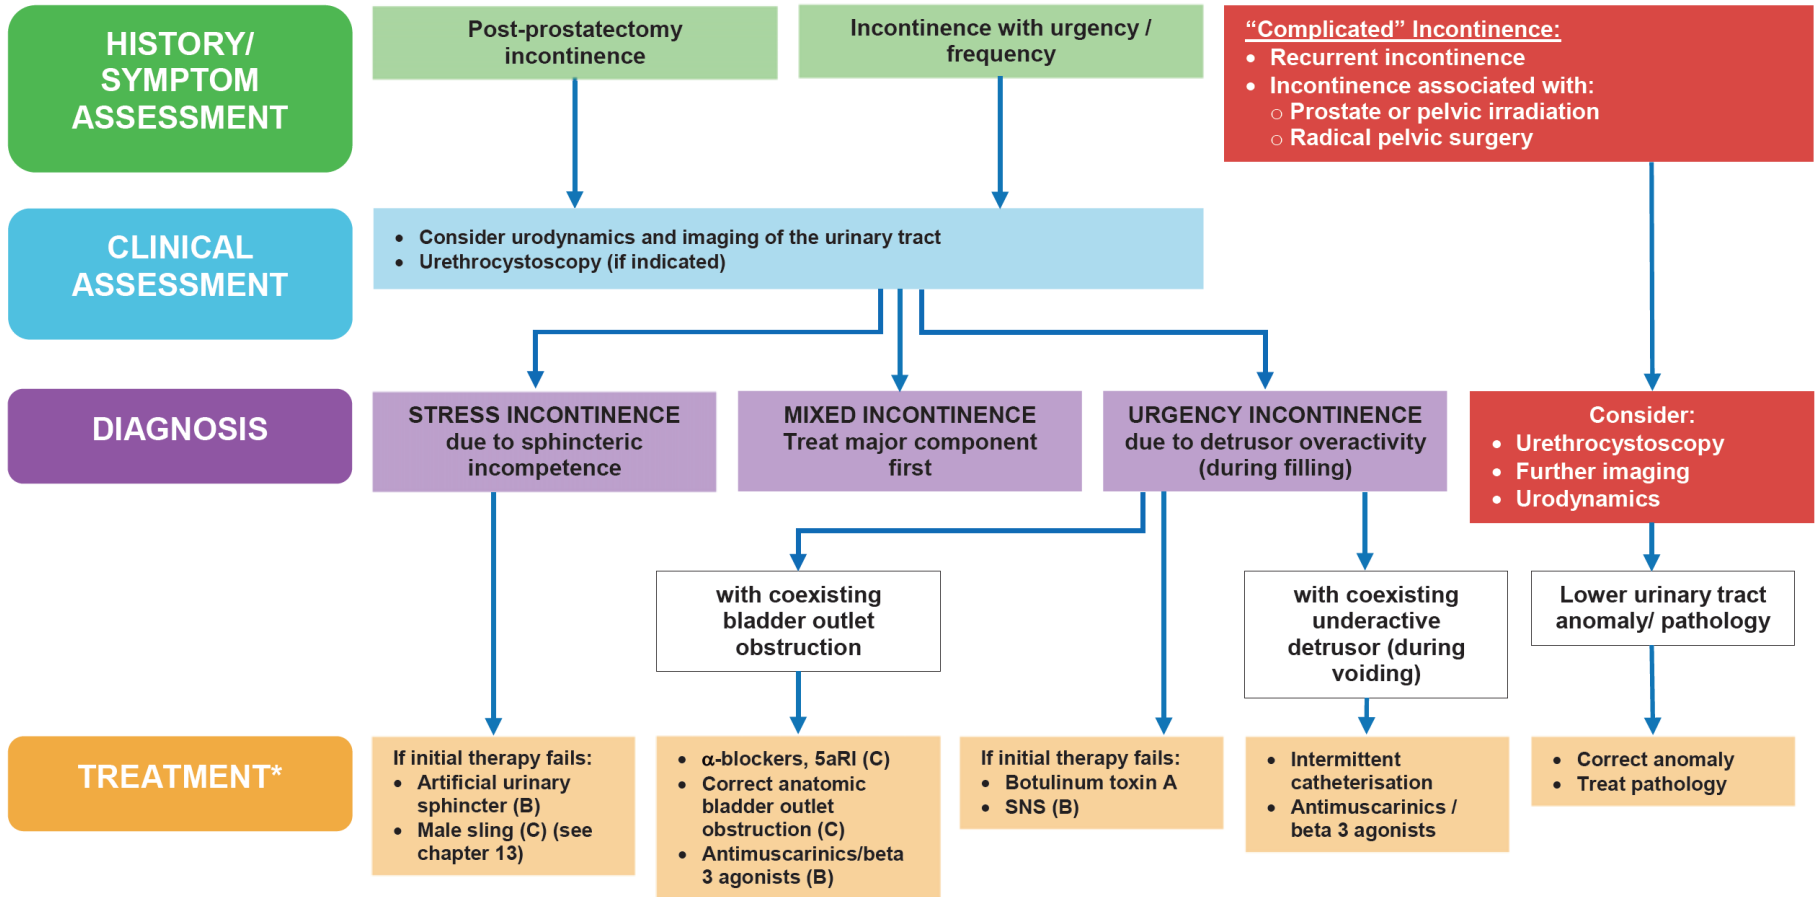 HISTORY/
SYMPTOM
ASSESSMENT
Post-prostatectomy
incontinence
Incontinence with urgency /
frequency
“Complicated” Incontinence:
• Recurrent incontinence
• Incontinence associated with:
○ Prostate or pelvic irradiation
○ Radical pelvic surgery
CLINICAL
ASSESSMENT
• Consider urodynamics and imaging of the urinary tract
• Urethrocystoscopy (if indicated)
DIAGNOSIS
STRESS INCONTINENCE
due to sphincteric
incompetence
MIXED INCONTINENCE
Treat major component
first
URGENCY INCONTINENCE
due to detrusor overactivity
(during filling)
Consider:
• Urethrocystoscopy
• Further imaging
• Urodynamics
with coexisting
bladder outlet
obstruction
with coexisting
underactive
detrusor (during
voiding)
Lower urinary tract
anomaly/ pathology
TREATMENT*
If initial therapy fails:
• Artificial urinary
sphincter (B)
• Male sling (C) (see
chapter 13)
• α-blockers, 5aRI (C)
• Correct anatomic
bladder outlet
obstruction (C)
• Antimuscarinics/beta
3 agonists (B)
If initial therapy fails:
• Botulinum toxin A
• SNS (B)
• Intermittent
catheterisation
• Antimuscarinics /
beta 3 agonists
• Correct anomaly
• Treat pathology